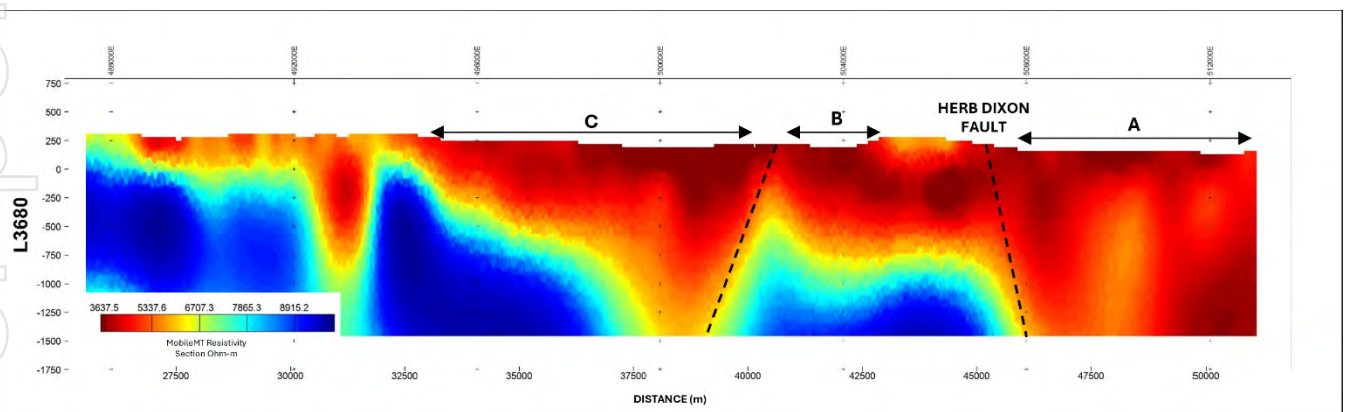 488000E 492000E 496000E 500000E 504000E 508000E 512000E
750
500
250
0
-250
-500
-750
-1000
-1250
-1500
-1750
L3680
C
B
HERB DIXON
FAULT
A
3637.5 5337.6 6707.3 7865.3 8915.2
MobileMT Resistivity
Section Ohm-m
27500 30000 32500 35000 37500 40000 42500 45000 47500 50000
DISTANCE (m)